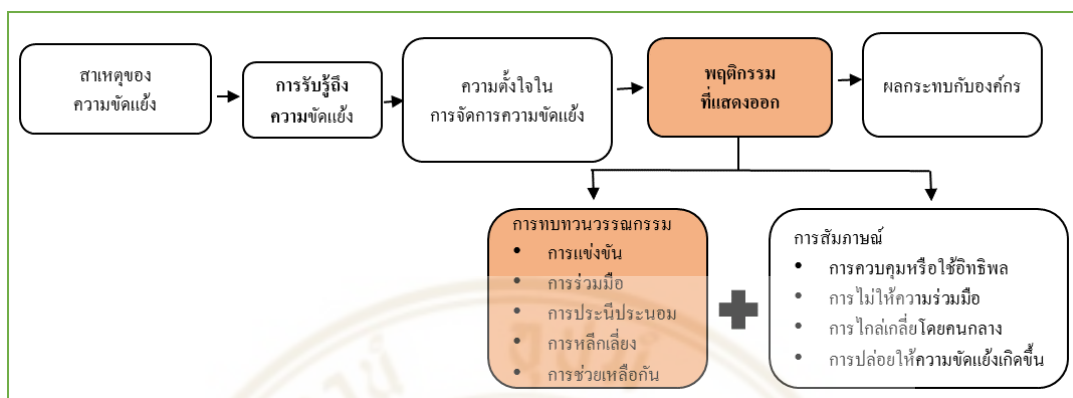 สาเหตุของ
ความขัดแย้ง
การรับรู้ถึง
ความขัดแย้ง
ความตั้งใจใน
การจัดการความขัดแย้ง
พฤติกรรม
ที่แสดงออก
ผลกระทบกับองค์กร
การทบทวนวรรณกรรม
• การแข่งขัน
• การร่วมมือ
• การประนีประนอม
• การหลีกเลี่ยง
• การช่วยเหลือกัน
การสัมภาษณ์
• การควบคุมหรือใช้อิทธิพล
• การไม่ให้ความร่วมมือ
• การไกล่เกลี่ยโดยคนกลาง
• การปล่อยให้ความขัดแย้งเกิดขึ้น